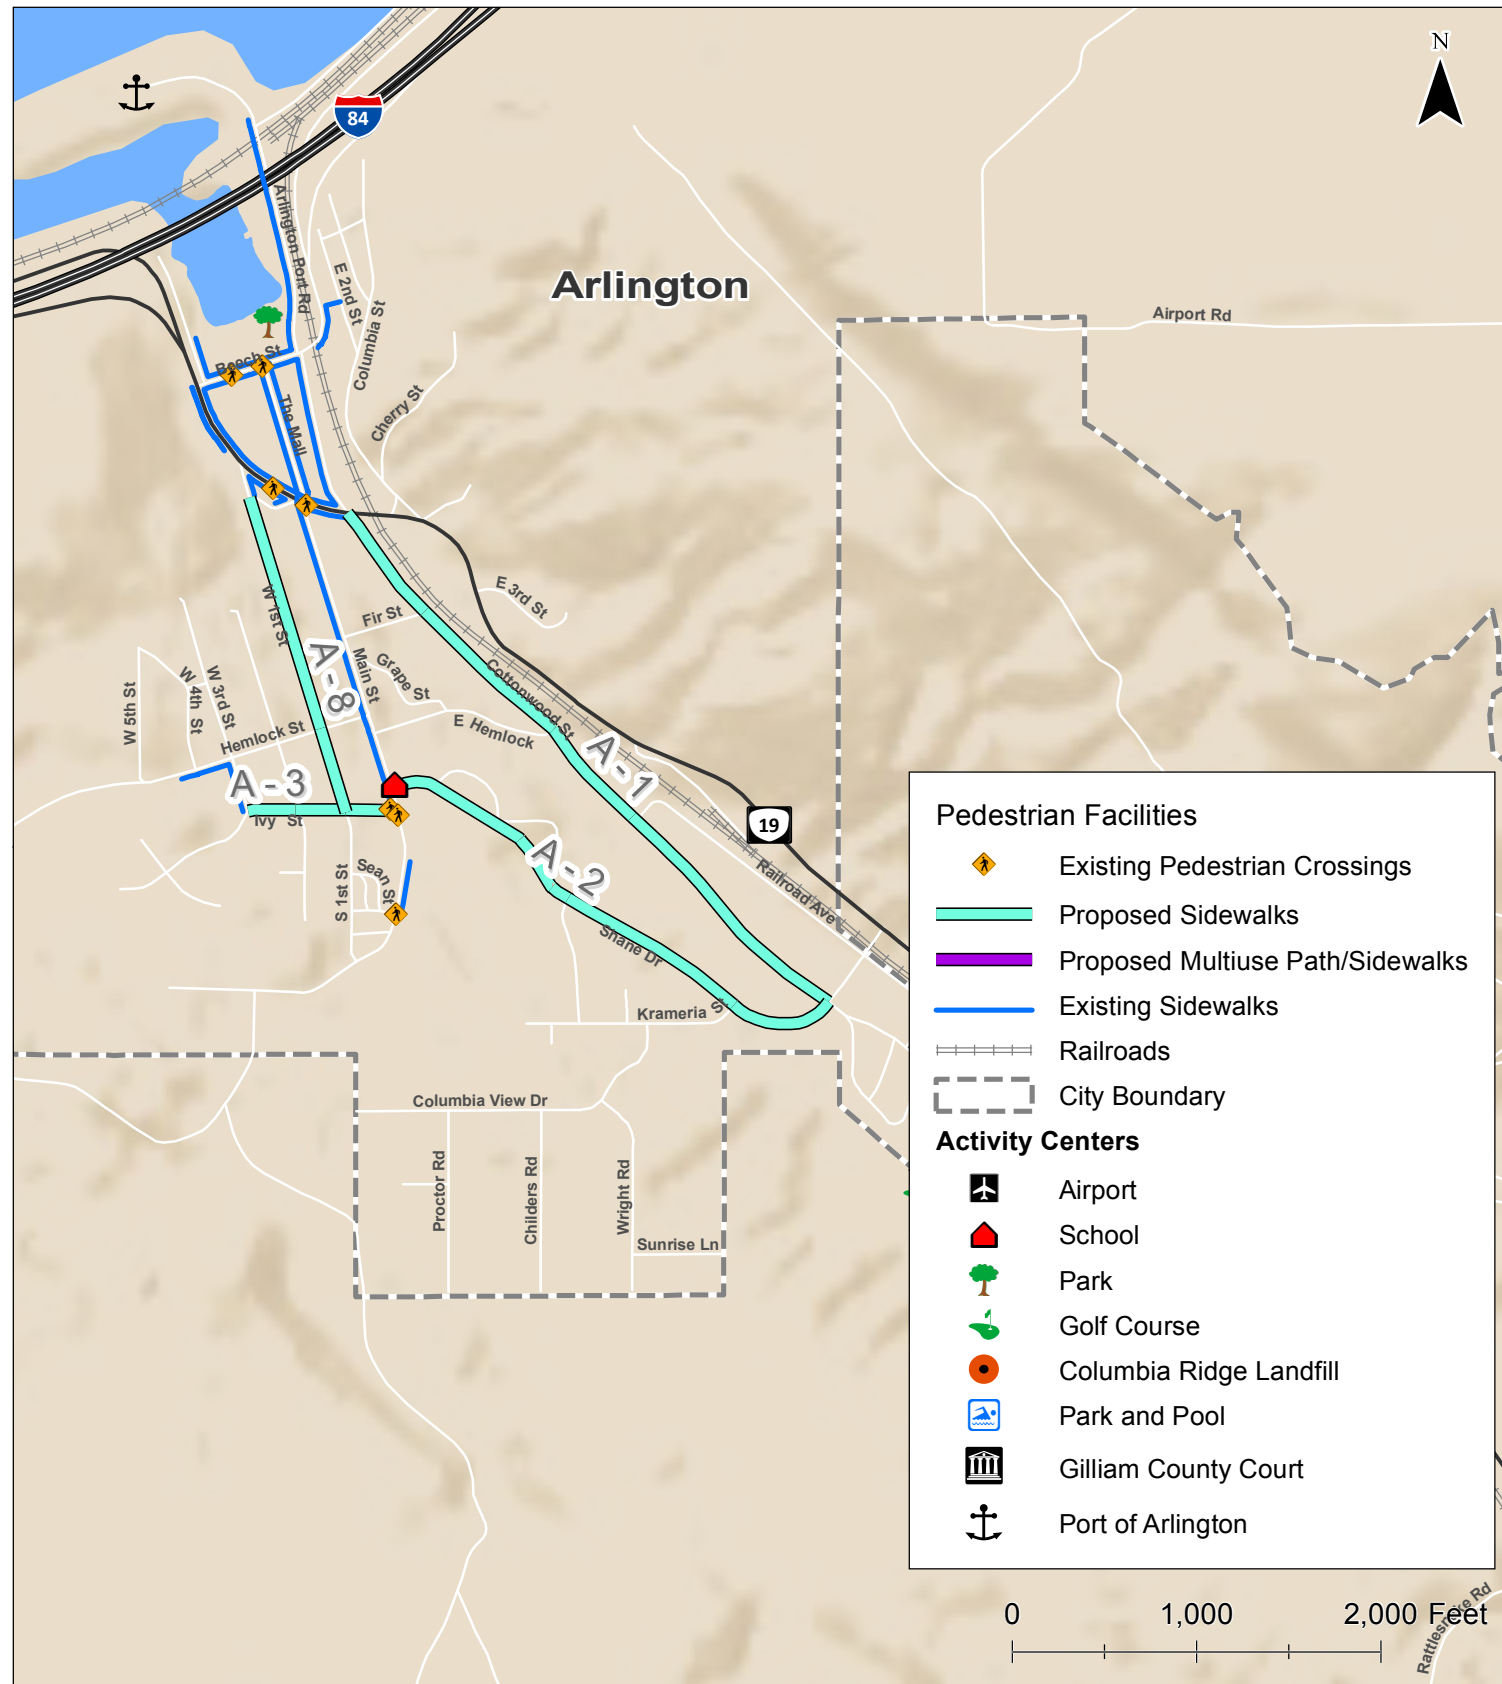 N
84
Arlington Port Rd
E 2nd St
Columbia St
Arlington
Airport Rd
Beech St
The Mall
Cherry St
W 1st St
Fir St
E 3rd St
A - 8
Main St
Grape St
Cottonwood St
W 5th St
W 4th St
W 3rd St
Hemlock St
E Hemlock
A - 1
A - 3
Ivy St
19
A - 2
S 1st St
Sean St
Railroad Ave
Shane Dr
Krameria St
Columbia View Dr
Proctor Rd
Childers Rd
Wright Rd
Sunrise Ln
Pedestrian Facilities
Existing Pedestrian Crossings
Proposed Sidewalks
Proposed Multiuse Path/Sidewalks
Existing Sidewalks
Railroads
City Boundary
Activity Centers
Airport
School
Park
Golf Course
Columbia Ridge Landfill
Park and Pool
Gilliam County Court
Port of Arlington
0 1,000 2,000 Feet
Rattlesnake Rd